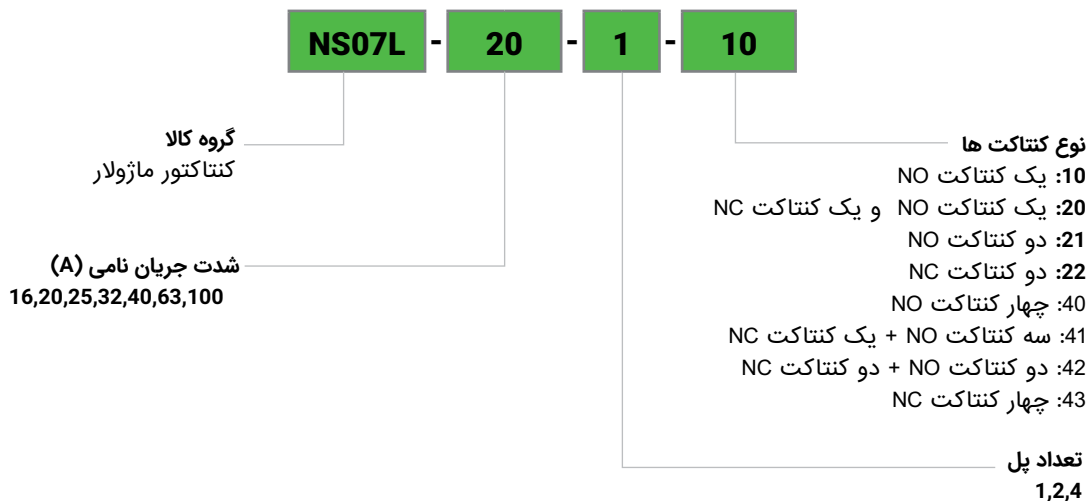 NS07L - 20 - 1 - 10
گروه کالا
کنتاکتور ماژولار
شدت جریان نامی (A)
16,20,25,32,40,63,100
نوع کنتاکت ها
10: یک کنتاکت NO
20: یک کنتاکت NO و یک کنتاکت NC
21: دو کنتاکت NO
22: دو کنتاکت NC
40: چهار کنتاکت NO
41: سه کنتاکت NO + یک کنتاکت NC
42: دو کنتاکت NO + دو کنتاکت NC
43: چهار کنتاکت NC
تعداد پل
1,2,4